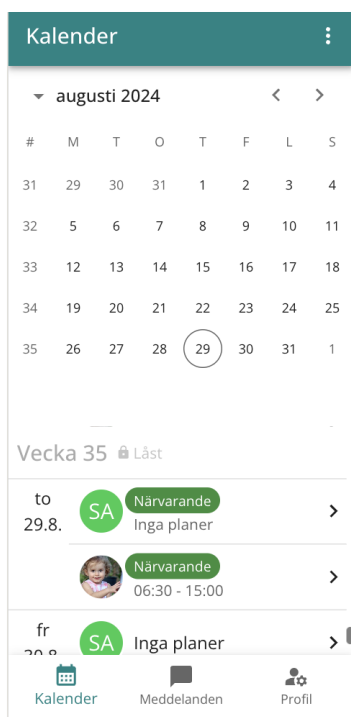 Kalender
augusti 2024
# M T O T F L S
31 29 30 31 1 2 3 4
32 5 6 7 8 9 10 11
33 12 13 14 15 16 17 18
34 19 20 21 22 23 24 25
35 26 27 28 29 30 31 1
Vecka 35 Låst
to
29.8.
SA
Närvarande
Inga planer
Närvarande
06:30 - 15:00
fr
30.8.
SA
Inga planer
Kalender Meddelanden Profil